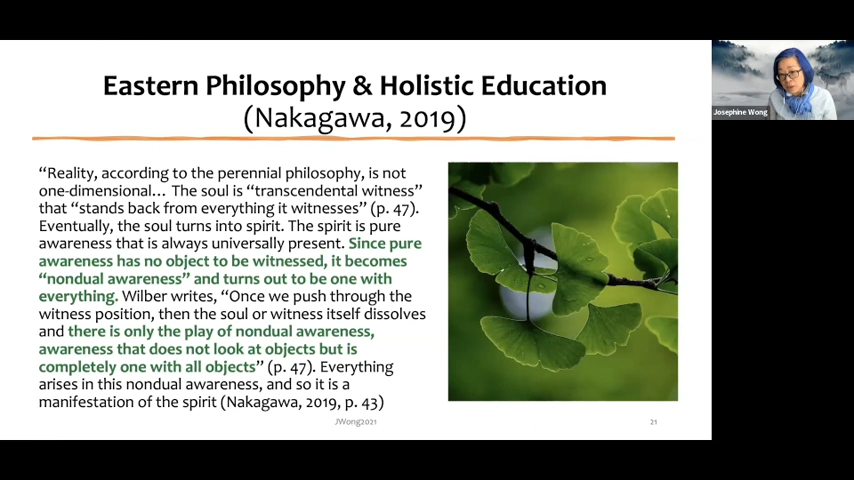 Eastern Philosophy & Holistic Education
(Nakagawa, 2019)
“Reality, according to the perennial philosophy, is not
one-dimensional… The soul is “transcendental witness”
that “stands back from everything it witnesses” (p. 47).
Eventually, the soul turns into spirit. The spirit is pure
awareness that is always universally present. Since pure
awareness has no object to be witnessed, it becomes
“nondual awareness” and turns out to be one with
everything. Wilber writes, “Once we push through the
witness position, then the soul or witness itself dissolves
and there is only the play of nondual awareness,
awareness that does not look at objects but is
completely one with all objects” (p. 47). Everything
arises in this nondual awareness, and so it is a
manifestation of the spirit (Nakagawa, 2019, p. 43)
JWong2021
21
Josephine Wong